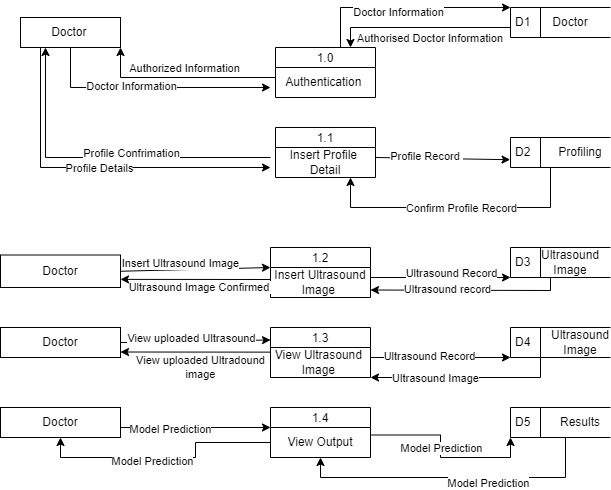 Doctor Information
D1
Doctor
Doctor
Authorised Doctor Information
1.0
Authorized Information
Authentication
Doctor Information
1.1
Profile Confrimation
Insert Profile
Detail
Profile Record
D2
Profiling
Profile Details
Confirm Profile Record
Doctor
Insert Ultrasound Image
1.2
Insert Ultrasound
Image
Ultrasound Record
D3
Ultrasound
Image
Ultrasound Image Confirmed
Ultrasound record
Doctor
View uploaded Ultrasound
1.3
View Ultrasound
Image
Ultrasound Record
D4
Ultrasound
Image
View uploaded Ultradound
image
Ultrasound Image
Doctor
Model Prediction
1.4
View Output
Model Prediction
D5
Results
Model Prediction
Model Prediction